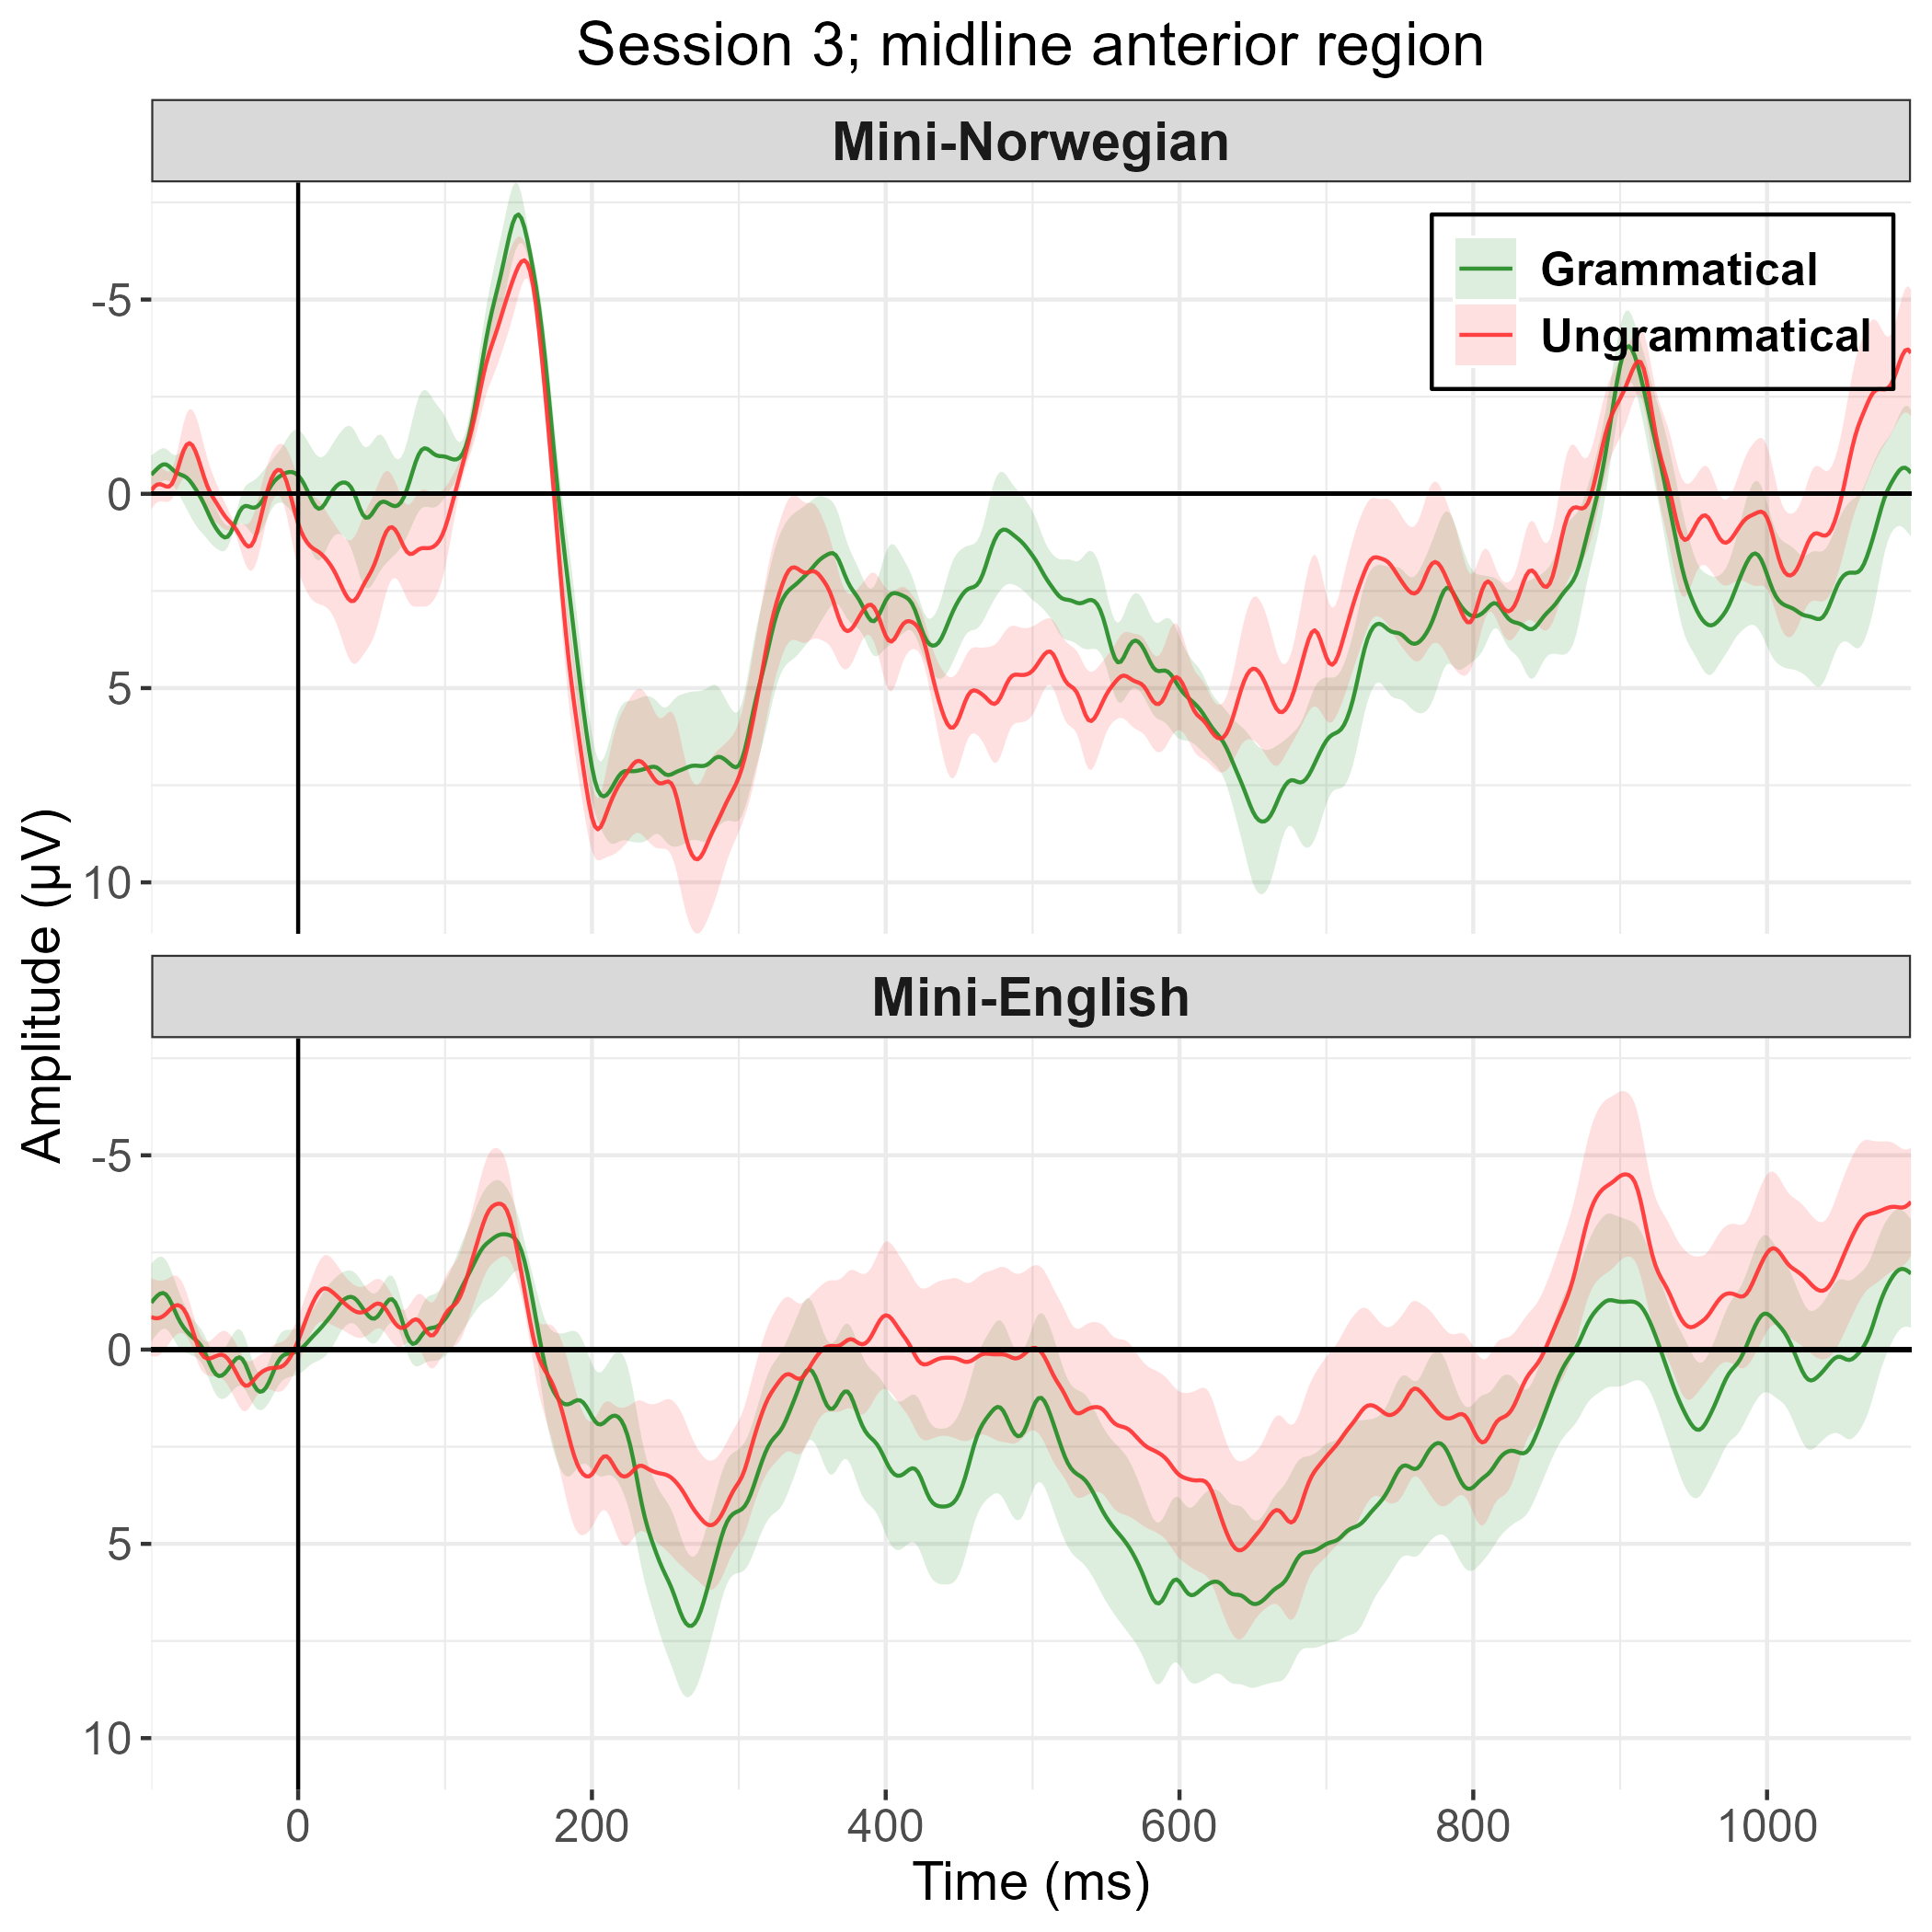 Session 3; midline anterior region
Mini-Norwegian
Grammatical
Ungrammatical
-5
0
5
10
Amplitude (µV)
Mini-English
-5
0
5
10
0 200 400 600 800 1000
Time (ms)